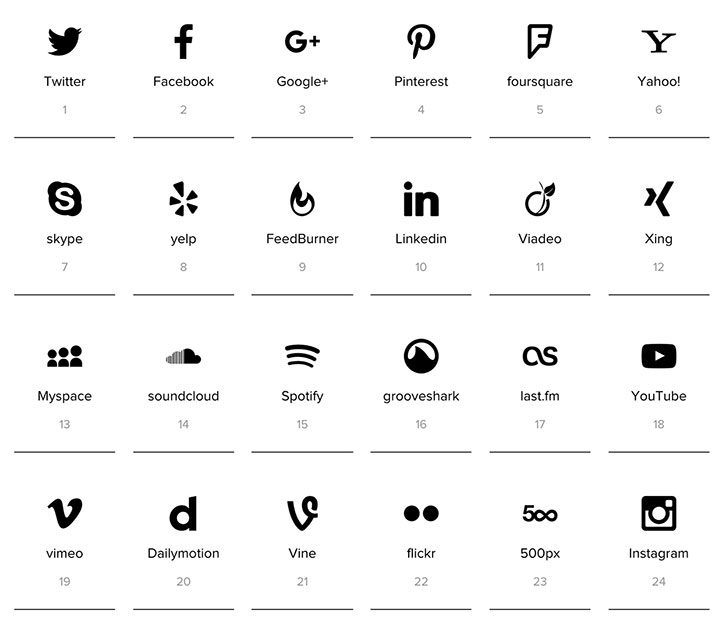 G+
Y
Twitter Facebook Google+ Pinterest foursquare Yahoo!
1 2 3 4 5 6
S
in
skype yelp FeedBurner Linkedin Viadeo Xing
7 8 9 10 11 12
Myspace soundcloud Spotify grooveshark last.fm YouTube
13 14 15 16 17 18
vimeo Dailymotion Vine flickr 500px Instagram
19 20 21 22 23 24